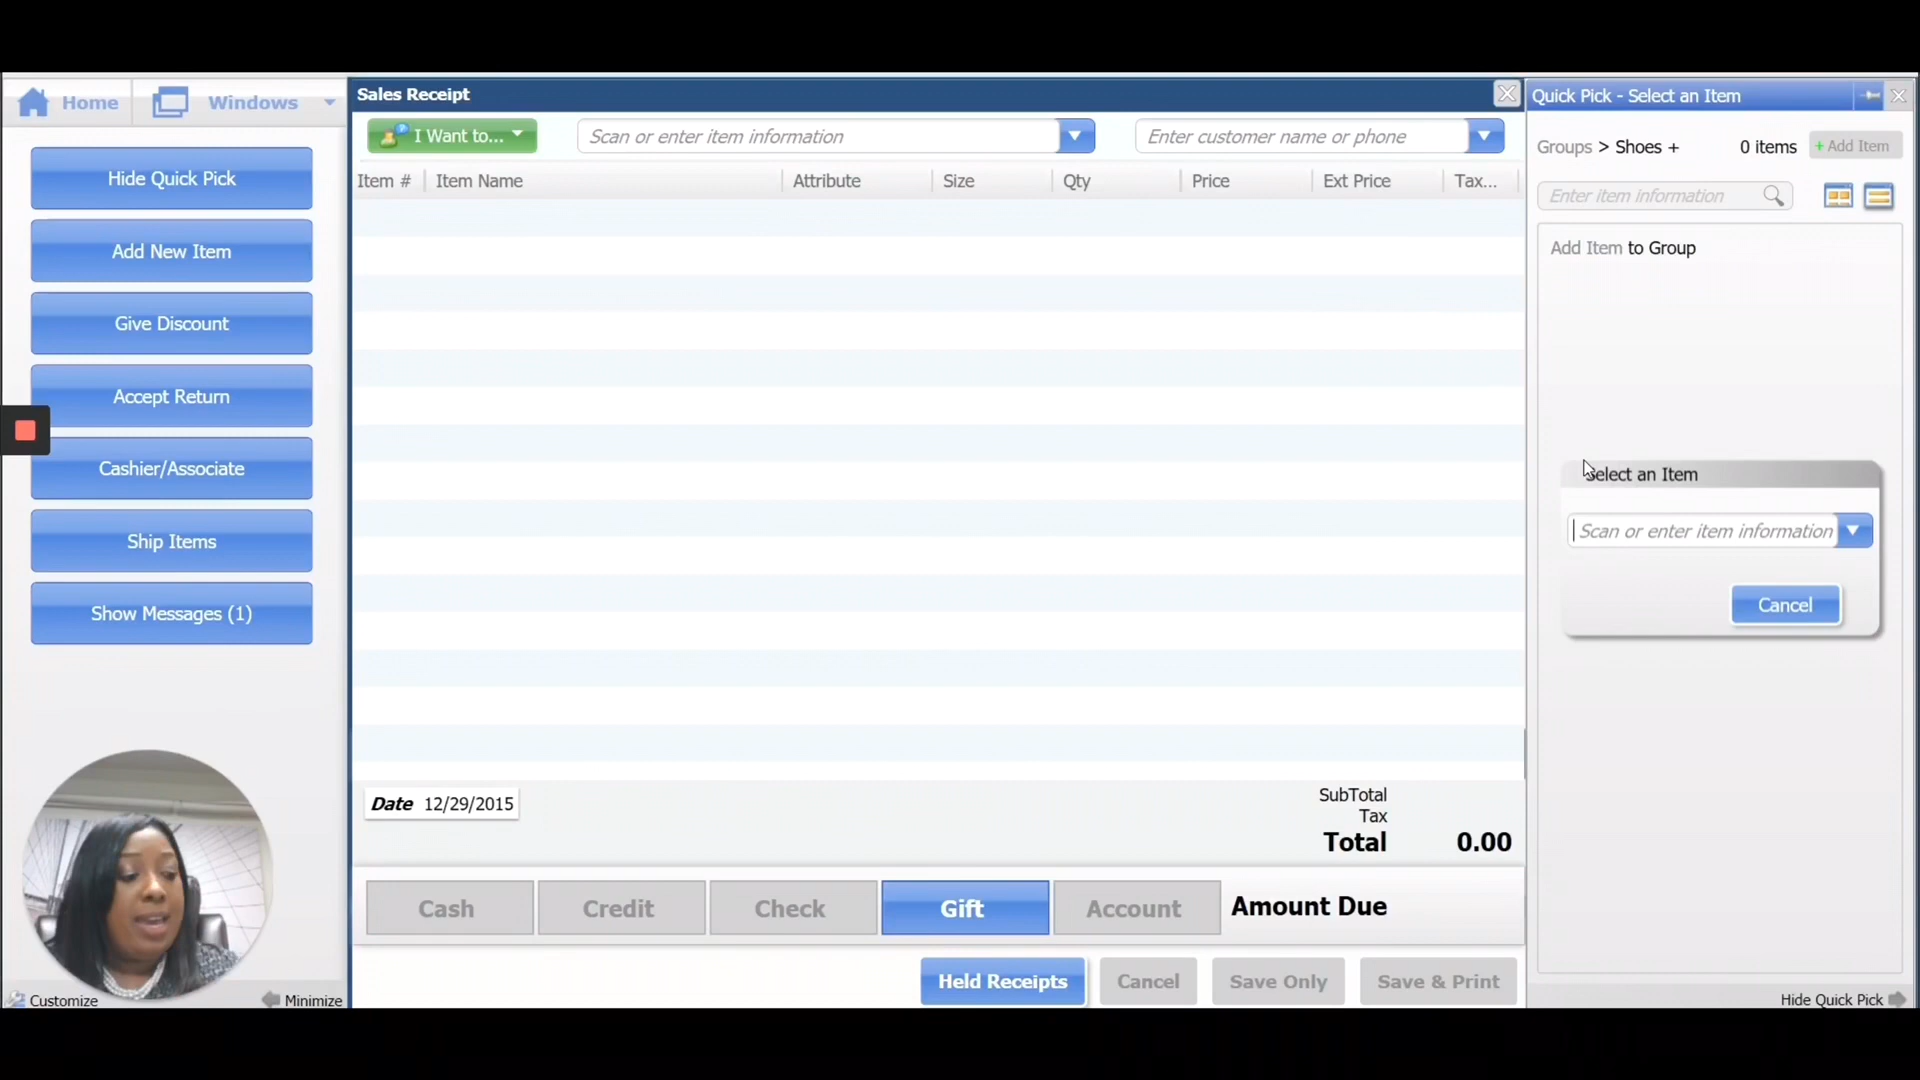 Home
Windows
Hide Quick Pick
Add New Item
Give Discount
Accept Return
Cashier/Associate
Ship Items
Show Messages (1)
Customize
Minimize
Sales Receipt
I Want to...
Scan or enter item information
Enter customer name or phone
Item # Item Name Attribute Size Qty Price Ext Price Tax...
Date 12/29/2015
SubTotal
Tax
Total 0.00
Cash Credit Check Gift Account Amount Due
Held Receipts Cancel Save Only Save & Print
Quick Pick - Select an Item
Groups > Shoes + 0 items + Add Item
Enter item information
Add Item to Group
Select an Item
Scan or enter item information
Cancel
Hide Quick Pick